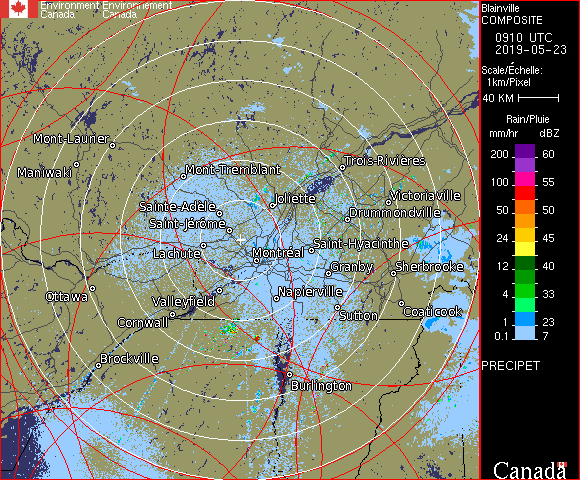 Environment Environnement
Canada Canada
Blainville
COMPOSITE
0910 UTC
2019-05-23
Scale/Échelle:
1km/Pixel
40 KM
Rain/Pluie
mm/hr dBZ
200 60
100 55
50 50
24 45
12 40
4 33
1 23
0.1 7
PRECIPET
Canada
Mont-Laurier
Maniwaki
Mont-Tremblant
Trois-Rivières
Joliette
Victoriaville
Sainte-Adèle
Drummondville
Saint-Jérôme
Saint-Hyacinthe
Lachute
Montréal
Granby
Sherbrooke
Ottawa
Valleyfield
Napierville
Cornwall
Sutton
Coaticook
Brockville
Burlington